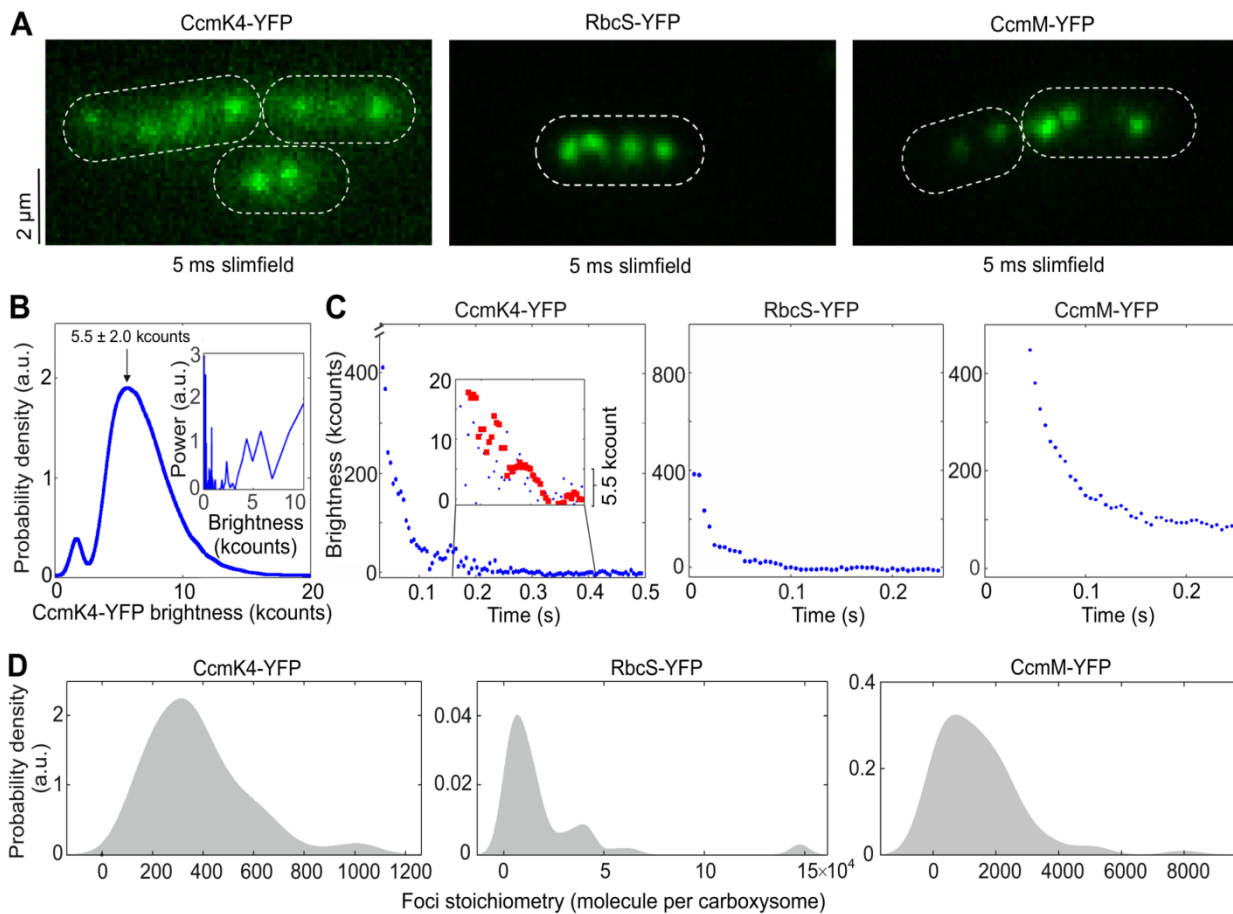 A
CcmK4-YFP
RbcS-YFP
CcmM-YFP
2 μm
5 ms slimfield
5 ms slimfield
5 ms slimfield
B
5.5 ± 2.0 kcounts
Probability density (a.u.)
2
1
0
0
10
20
CcmK4-YFP brightness (kcounts)
Power (a.u.)
3
2
1
0
0
5
10
Brightness
(kcounts)
C
CcmK4-YFP
RbcS-YFP
CcmM-YFP
Brightness (kcounts)
400
200
0
0.1
0.2
0.3
0.4
0.5
Time (s)
20
10
0
5.5 kcount
800
400
0
0.1
0.2
Time (s)
400
200
0
0.1
0.2
Time (s)
D
CcmK4-YFP
RbcS-YFP
CcmM-YFP
Probability density
(a.u.)
2
1
0
0
200
400
600
800
1000
1200
0.04
0.02
0
0
5
10
15×10⁴
0.4
0.2
0
0
2000
4000
6000
8000
Foci stoichiometry (molecule per carboxysome)